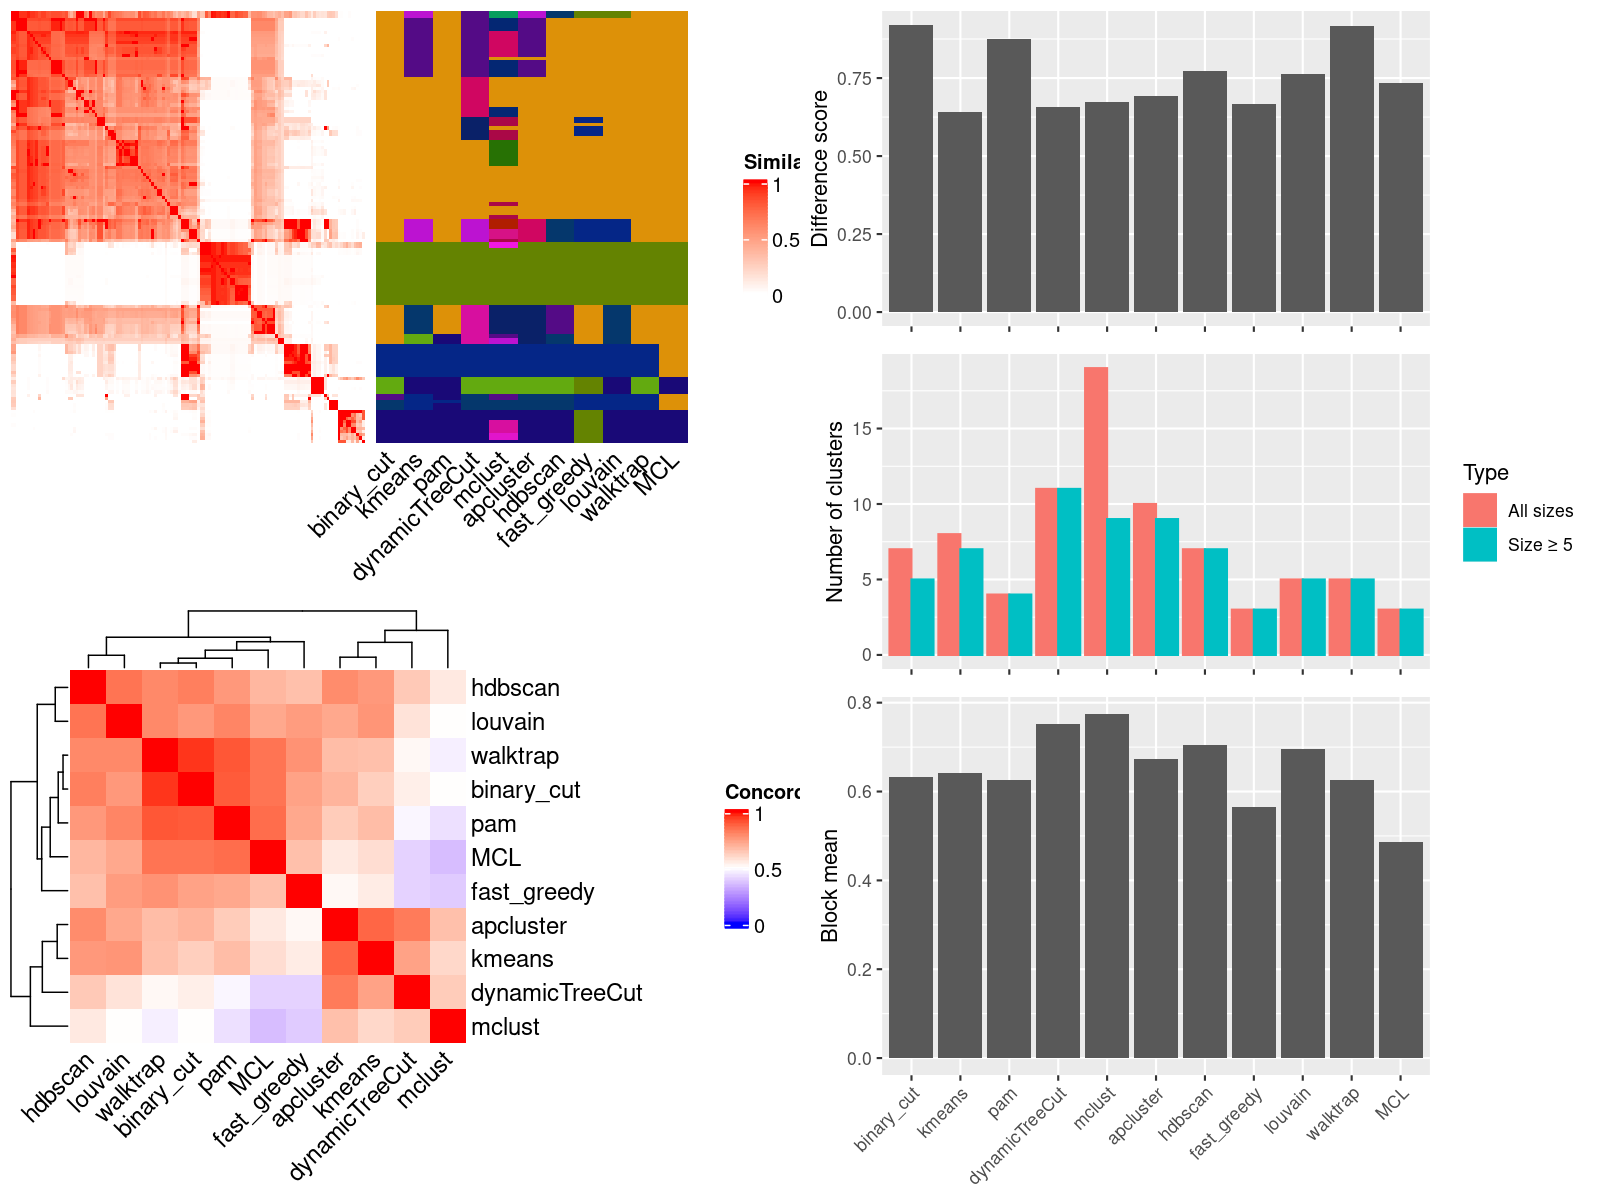 Simila
1
0.5
0
binary_cut
kmeans
pam
dynamicTreeCut
mclust
apcluster
hdbscan
fast_greedy
louvain
walktrap
MCL
hdbscan
louvain
walktrap
binary_cut
pam
MCL
fast_greedy
apcluster
kmeans
dynamicTreeCut
mclust
hdbscan
louvain
walktrap
binary_cut
pam
MCL
fast_greedy
apcluster
kmeans
dynamicTreeCut
mclust
Concord
1
0.5
0
Difference score
0.75
0.50
0.25
0.00
Number of clusters
15
10
5
0
Type
All sizes
Size ≥ 5
Block mean
0.8
0.6
0.4
0.2
0.0
binary_cut
kmeans
pam
dynamicTreeCut
mclust
apcluster
hdbscan
fast_greedy
louvain
walktrap
MCL